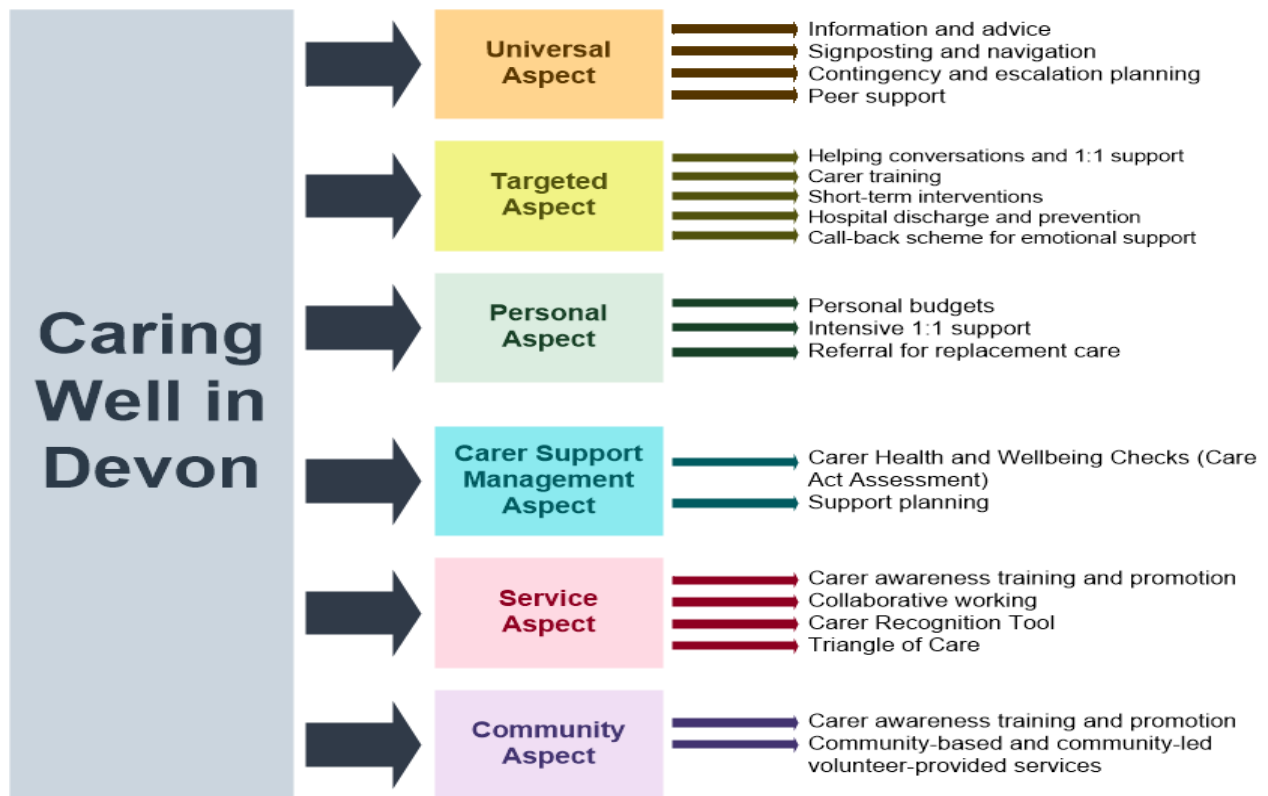 Caring
Well in
Devon
Universal
Aspect
Information and advice
Signposting and navigation
Contingency and escalation planning
Peer support
Targeted
Aspect
Helping conversations and 1:1 support
Carer training
Short-term interventions
Hospital discharge and prevention
Call-back scheme for emotional support
Personal
Aspect
Personal budgets
Intensive 1:1 support
Referral for replacement care
Carer Support
Management
Aspect
Carer Health and Wellbeing Checks (Care
Act Assessment)
Support planning
Service
Aspect
Carer awareness training and promotion
Collaborative working
Carer Recognition Tool
Triangle of Care
Community
Aspect
Carer awareness training and promotion
Community-based and community-led
volunteer-provided services